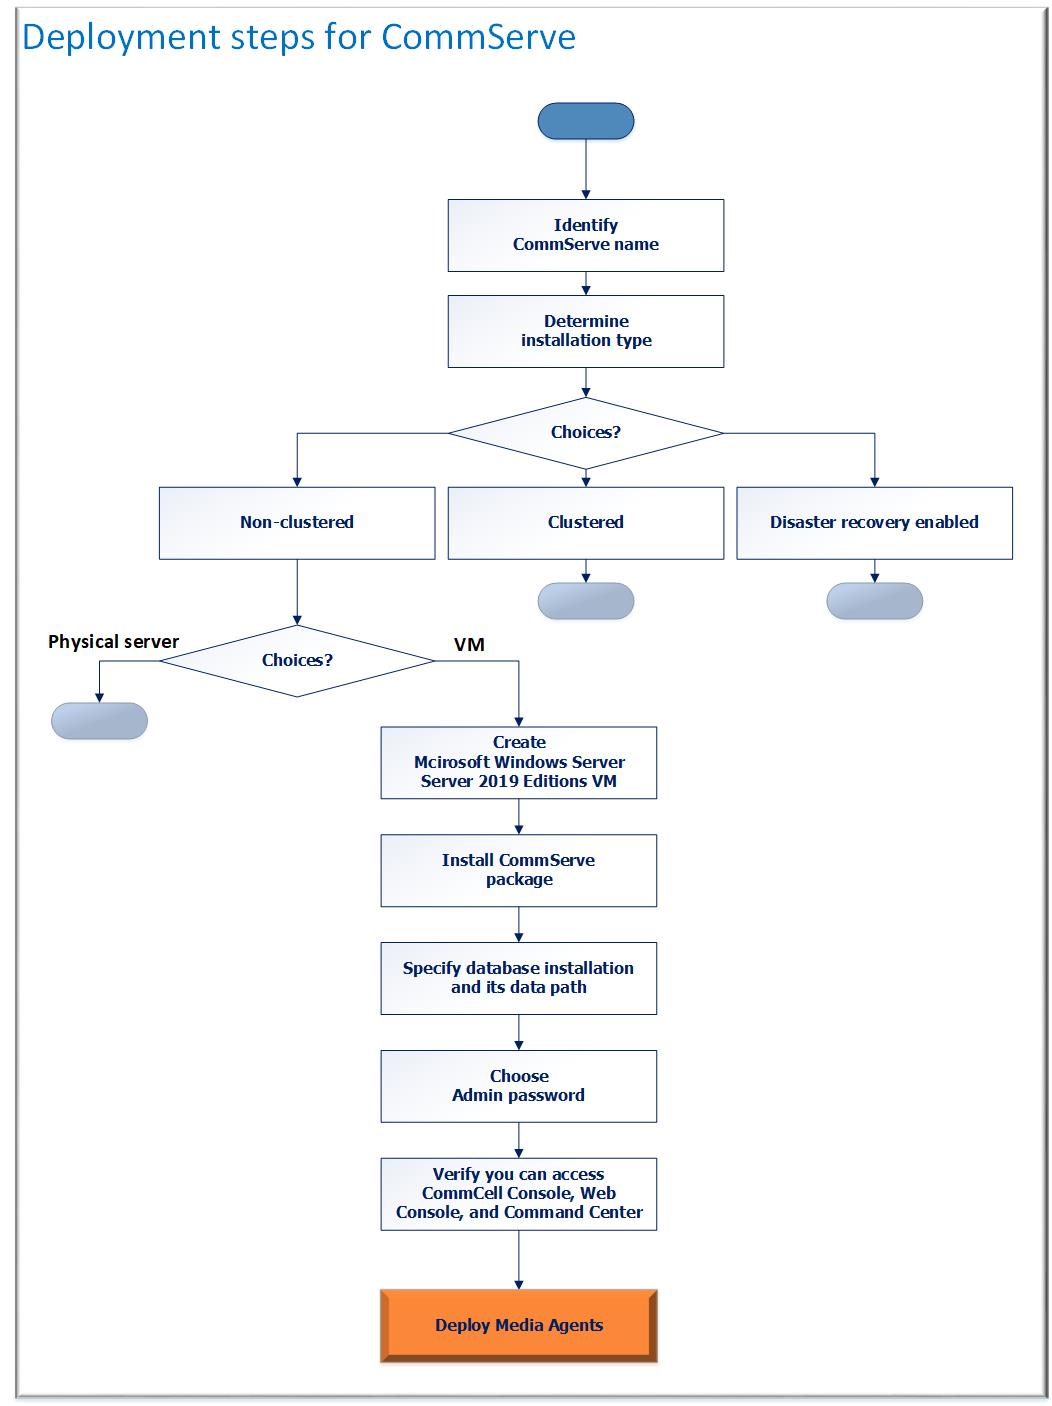 Deployment steps for CommServe
Identify
CommServe name
Determine
installation type
Choices?
Non-clustered
Clustered
Disaster recovery enabled
Physical server
Choices?
VM
Create
Mcirosoft Windows Server
Server 2019 Editions VM
Install CommServe
package
Specify database installation
and its data path
Choose
Admin password
Verify you can access
CommCell Console, Web
Console, and Command Center
Deploy Media Agents